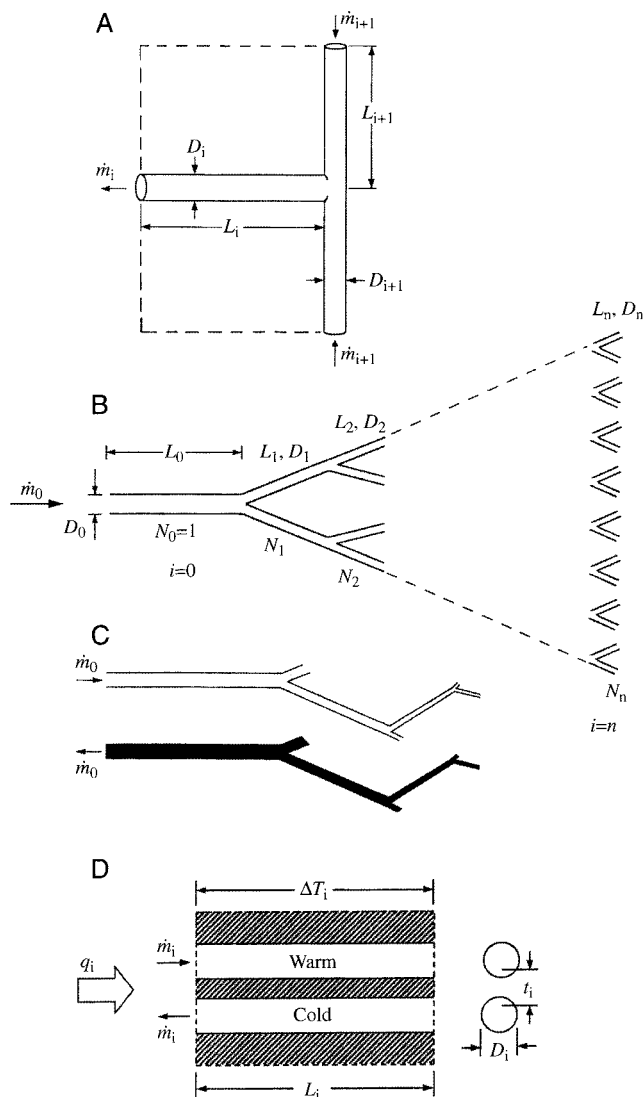 A
ṁi+1
Li+1
Di
ṁi
Li
Di+1
ṁi+1
Ln, Dn
B
L2, D2
L0
L1, D1
ṁ0
D0
N0=1
N1
N2
i=0
Nn
i=n
C
ṁ0
ṁ0
D
ΔTi
qi
ṁi
Warm
ti
Cold
ṁi
Di
Li